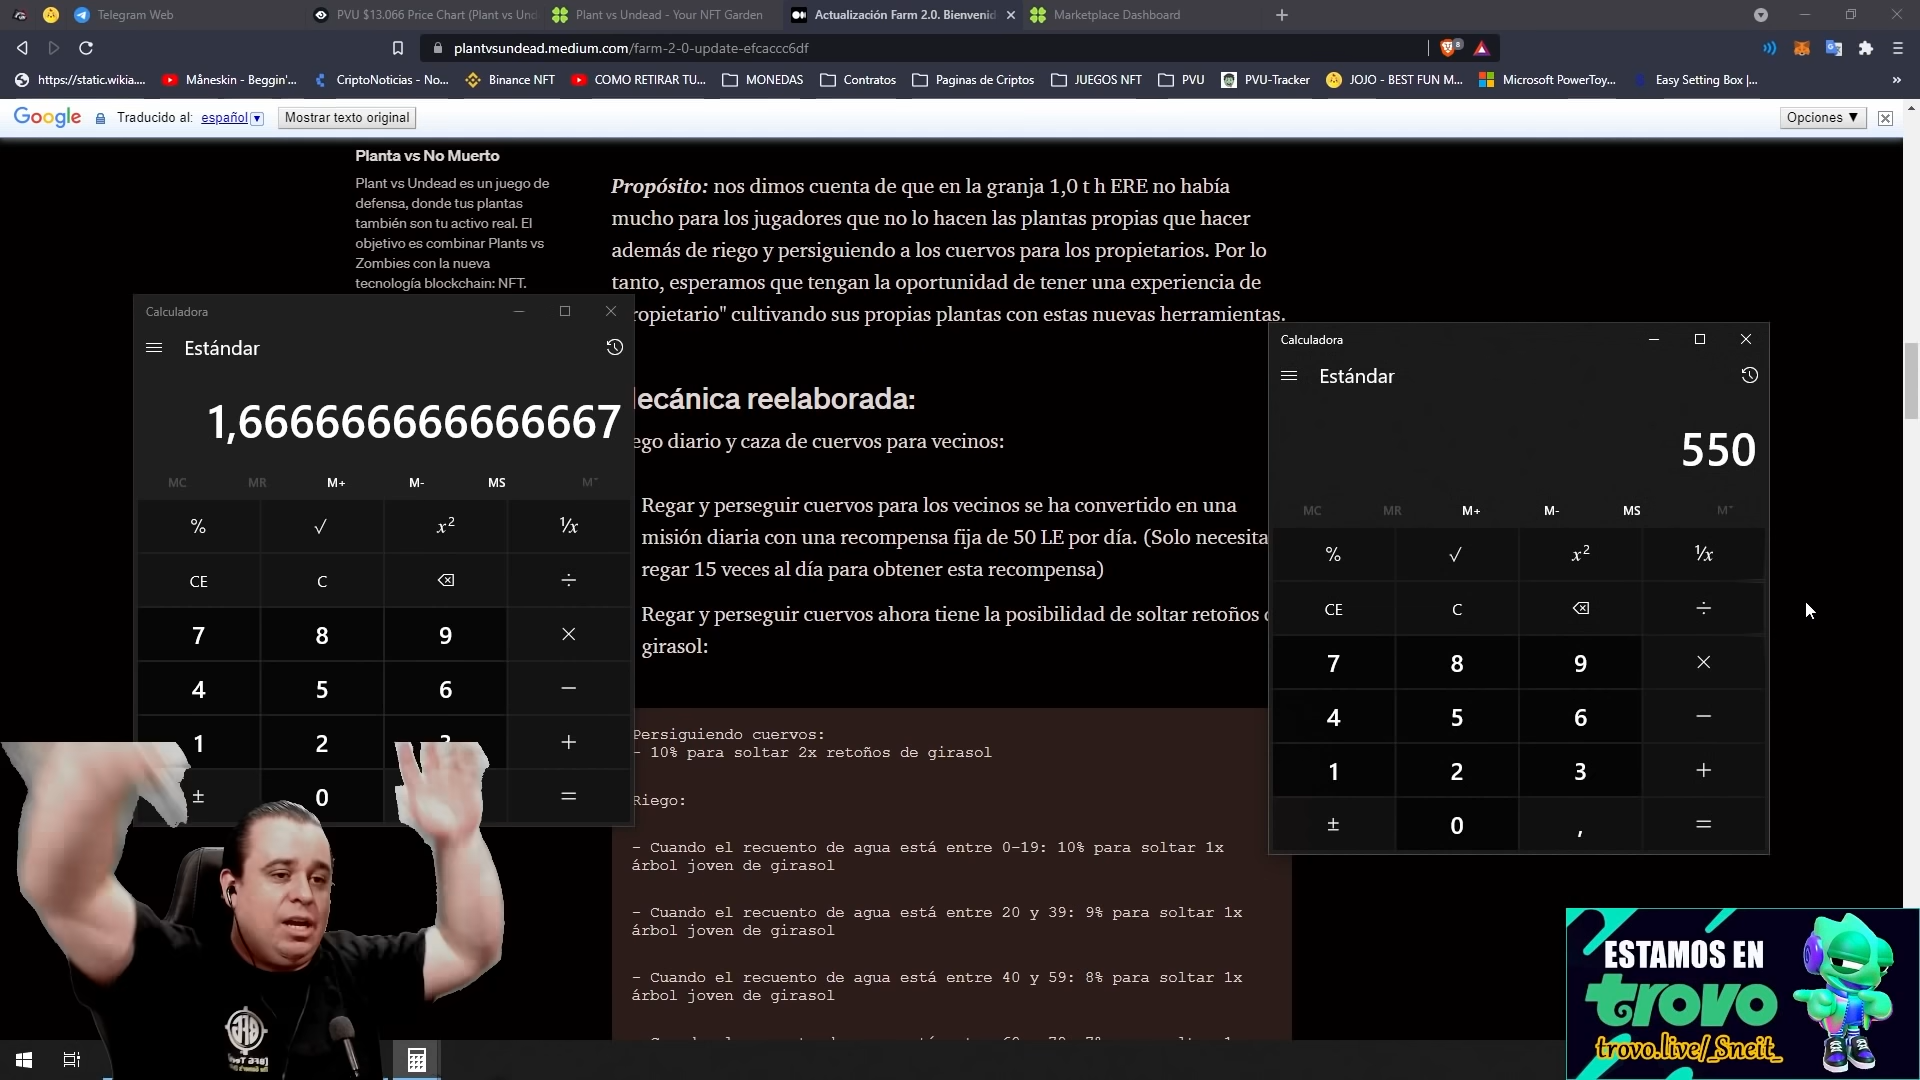 Telegram Web
PVU $13.066 Price Chart (Plant vs Und
Plant vs Undead - Your NFT Garden
Actualización Farm 2.0. Bienvenid
Marketplace Dashboard
plantvsundead.medium.com/farm-2-0-update-efcaccc6df
8
https://static.wikia....
Måneskin - Beggin'...
CriptoNoticias - No...
Binance NFT
COMO RETIRAR TU...
MONEDAS
Contratos
Paginas de Criptos
JUEGOS NFT
PVU
PVU-Tracker
JOJO - BEST FUN M...
Microsoft PowerToy...
Easy Setting Box |...
»
Google
Traducido al: español
Mostrar texto original
Opciones ▼
Planta vs No Muerto
Plant vs Undead es un juego de
defensa, donde tus plantas
también son tu activo real. El
objetivo es combinar Plants vs
Zombies con la nueva
tecnología blockchain: NFT.
Propósito: nos dimos cuenta de que en la granja 1,0 t h ERE no había
mucho para los jugadores que no lo hacen las plantas propias que hacer
además de riego y persiguiendo a los cuervos para los propietarios. Por lo
tanto, esperamos que tengan la oportunidad de tener una experiencia de
ropietario" cultivando sus propias plantas con estas nuevas herramientas.
ecánica reelaborada:
ego diario y caza de cuervos para vecinos:
Regar y perseguir cuervos para los vecinos se ha convertido en una
misión diaria con una recompensa fija de 50 LE por día. (Solo necesita
regar 15 veces al día para obtener esta recompensa)
Regar y perseguir cuervos ahora tiene la posibilidad de soltar retoños
girasol:
Persiguiendo cuervos:
- 10% para soltar 2x retoños de girasol
Riego:
- Cuando el recuento de agua está entre 0-19: 10% para soltar 1x
árbol joven de girasol
- Cuando el recuento de agua está entre 20 y 39: 9% para soltar 1x
árbol joven de girasol
- Cuando el recuento de agua está entre 40 y 59: 8% para soltar 1x
árbol joven de girasol
Calculadora
Estándar
1,666666666666667
MC MR M+ M- MS M˅
% √ x² ¹/x
CE C ÷
7 8 9 ×
4 5 6 −
1 2 3 +
± 0 =
Calculadora
Estándar
550
MC MR M+ M- MS M˅
% √ x² ¹/x
CE C ÷
7 8 9 ×
4 5 6 −
1 2 3 +
± 0 , =
ESTAMOS EN
trovo
trovo.live/_Sneit_